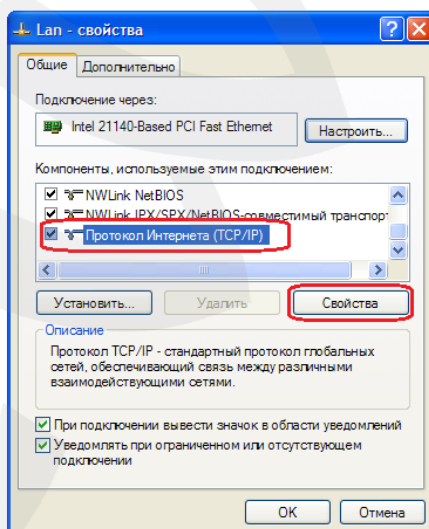 Lan - свойства
Общие
Дополнительно
Подключение через:
Intel 21140-Based PCI Fast Ethernet
Настроить...
Компоненты, используемые этим подключением:
NWLink NetBIOS
NWLink IPX/SPX/NetBIOS-совместимый транспор
Протокол Интернета (TCP/IP)
Установить...
Удалить
Свойства
Описание
Протокол TCP/IP - стандартный протокол глобальных
сетей, обеспечивающий связь между различными
взаимодействующими сетями.
При подключении вывести значок в области уведомлений
Уведомлять при ограниченном или отсутствующем
подключении
OK
Отмена